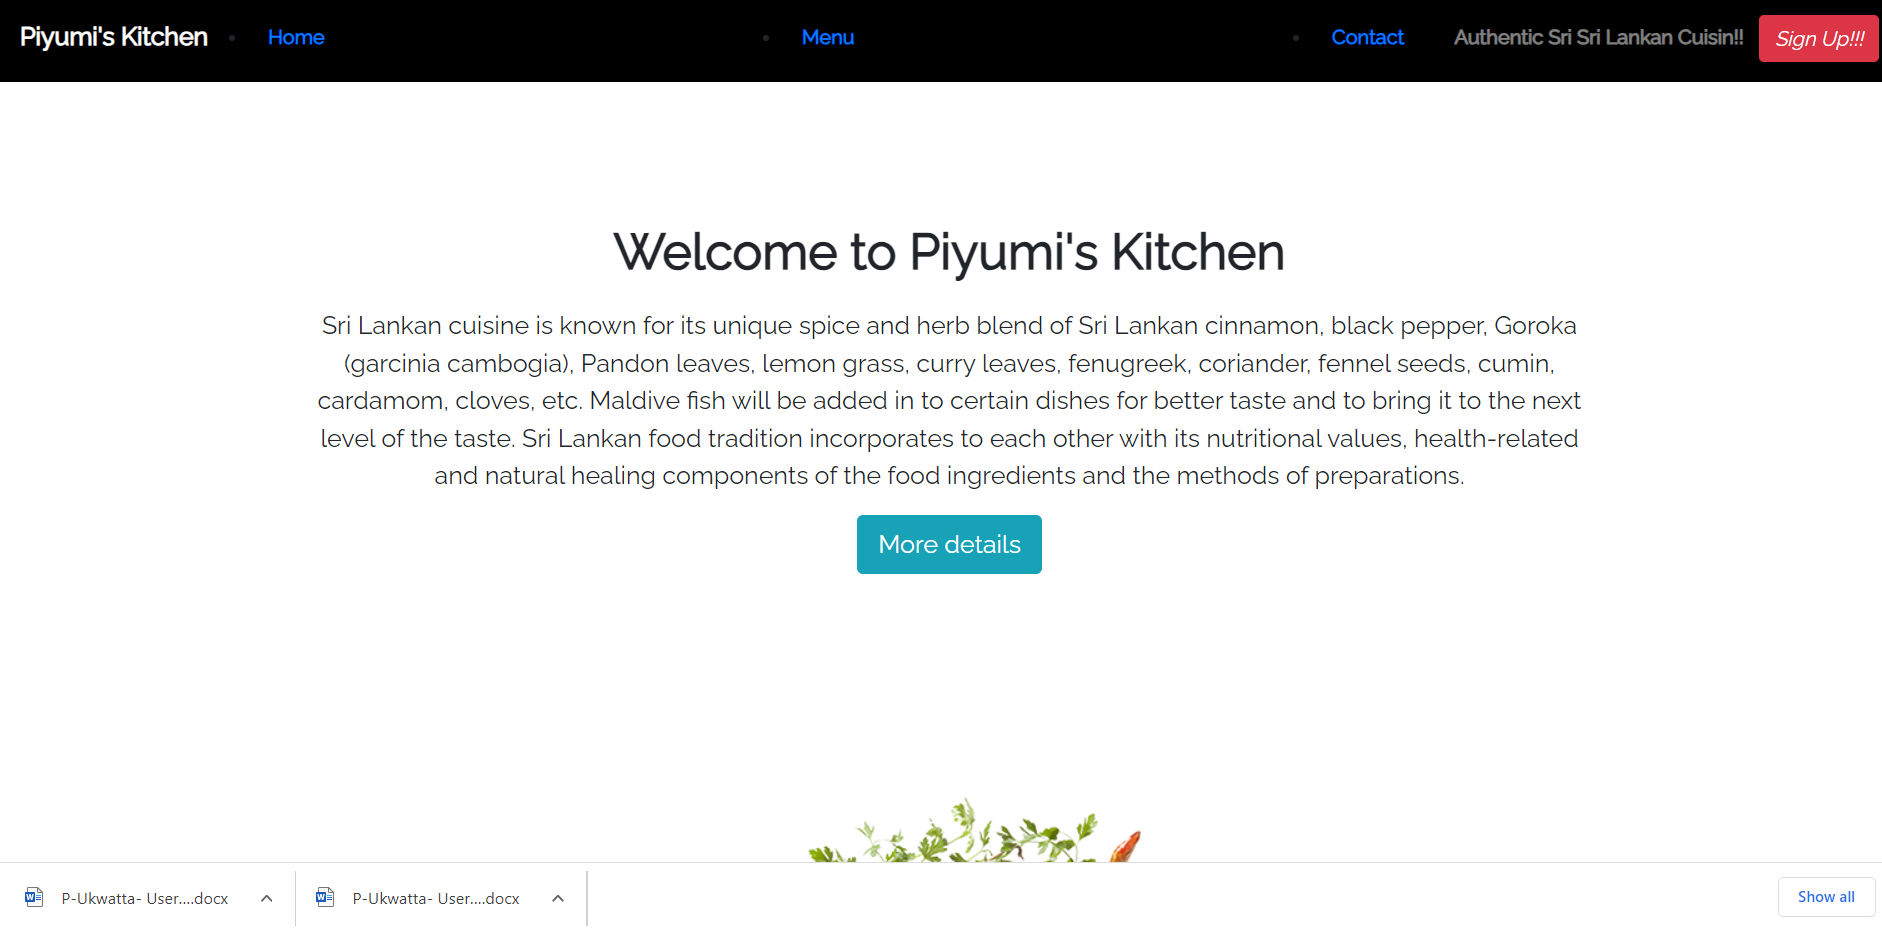 Piyumi's Kitchen • Home • Menu • Contact Authentic Sri Sri Lankan Cuisin!! Sign Up!!!
Welcome to Piyumi's Kitchen
Sri Lankan cuisine is known for its unique spice and herb blend of Sri Lankan cinnamon, black pepper, Goroka
(garcinia cambogia), Pandon leaves, lemon grass, curry leaves, fenugreek, coriander, fennel seeds, cumin,
cardamom, cloves, etc. Maldive fish will be added in to certain dishes for better taste and to bring it to the next
level of the taste. Sri Lankan food tradition incorporates to each other with its nutritional values, health-related
and natural healing components of the food ingredients and the methods of preparations.
More details
P-Ukwatta- User....docx P-Ukwatta- User....docx Show all